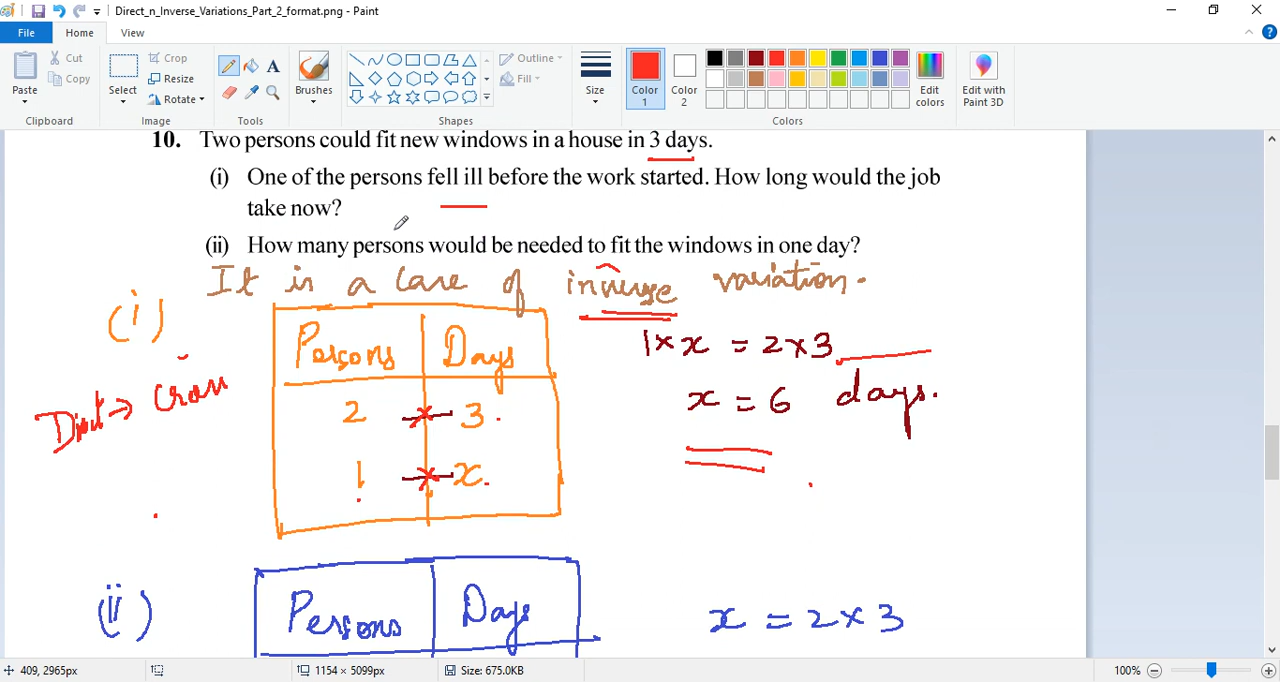 Direct_n_Inverse_Variations_Part_2_format.png - Paint
File Home View
Paste
Cut
Copy
Clipboard
Select
Crop
Resize
Rotate
Image
A
Tools
Brushes
Outline
Fill
Shapes
Size
Color 1
Color 2
Edit colors
Edit with Paint 3D
Colors
10. Two persons could fit new windows in a house in 3 days.
(i) One of the persons fell ill before the work started. How long would the job
take now?
(ii) How many persons would be needed to fit the windows in one day?
It is a case of inverse variation.
(i)
Persons Days
2 3
1 x
Direct → Cross
1 × x = 2 × 3
x = 6 days.
(ii)
Persons Days
x = 2 × 3
409, 2965px
1154 × 5099px
Size: 675.0KB
100%